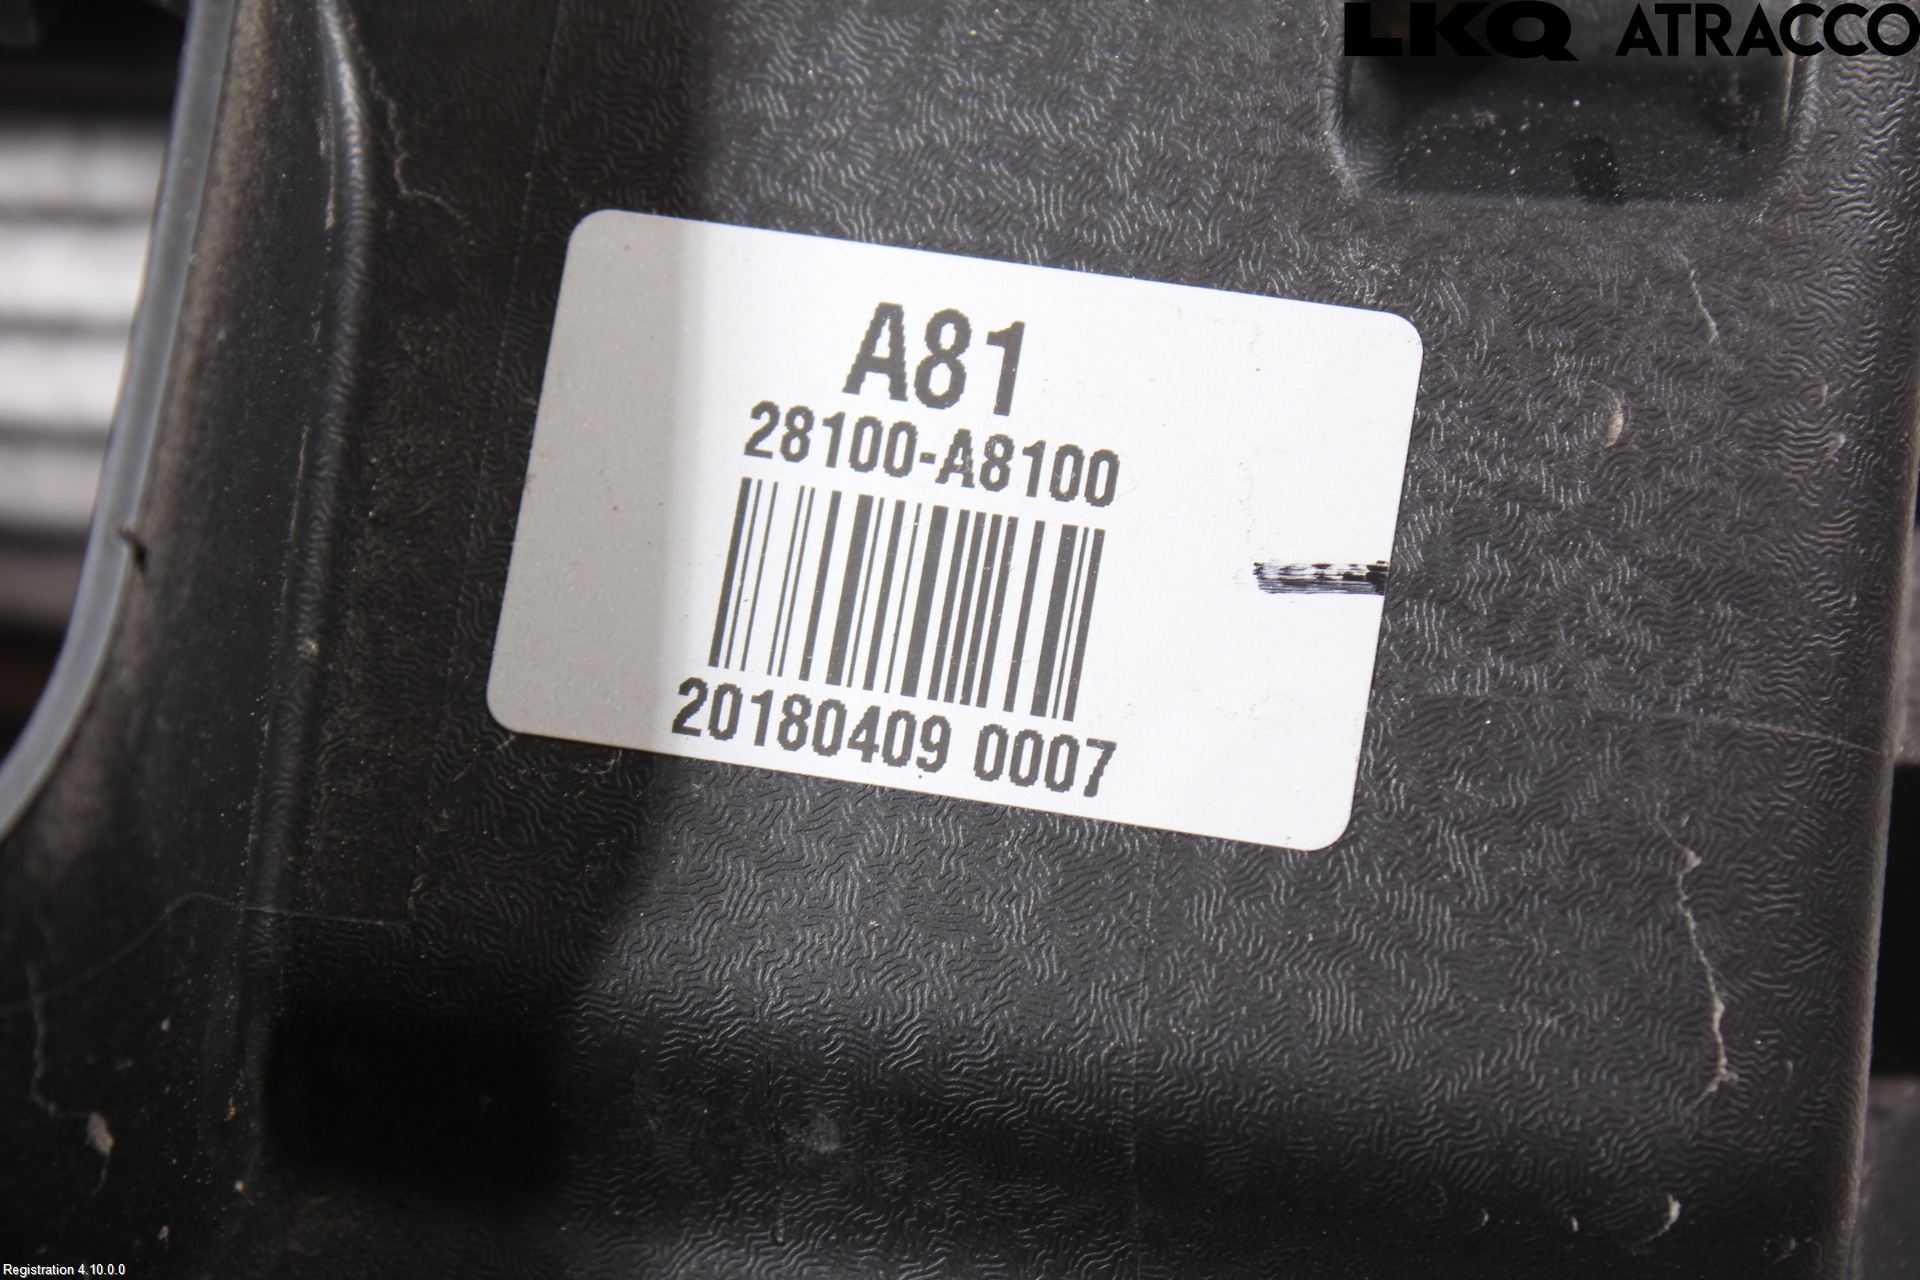 LKQ ATRACCO
A81
28100-A8100
20180409 0007
Registration 4.10.0.0